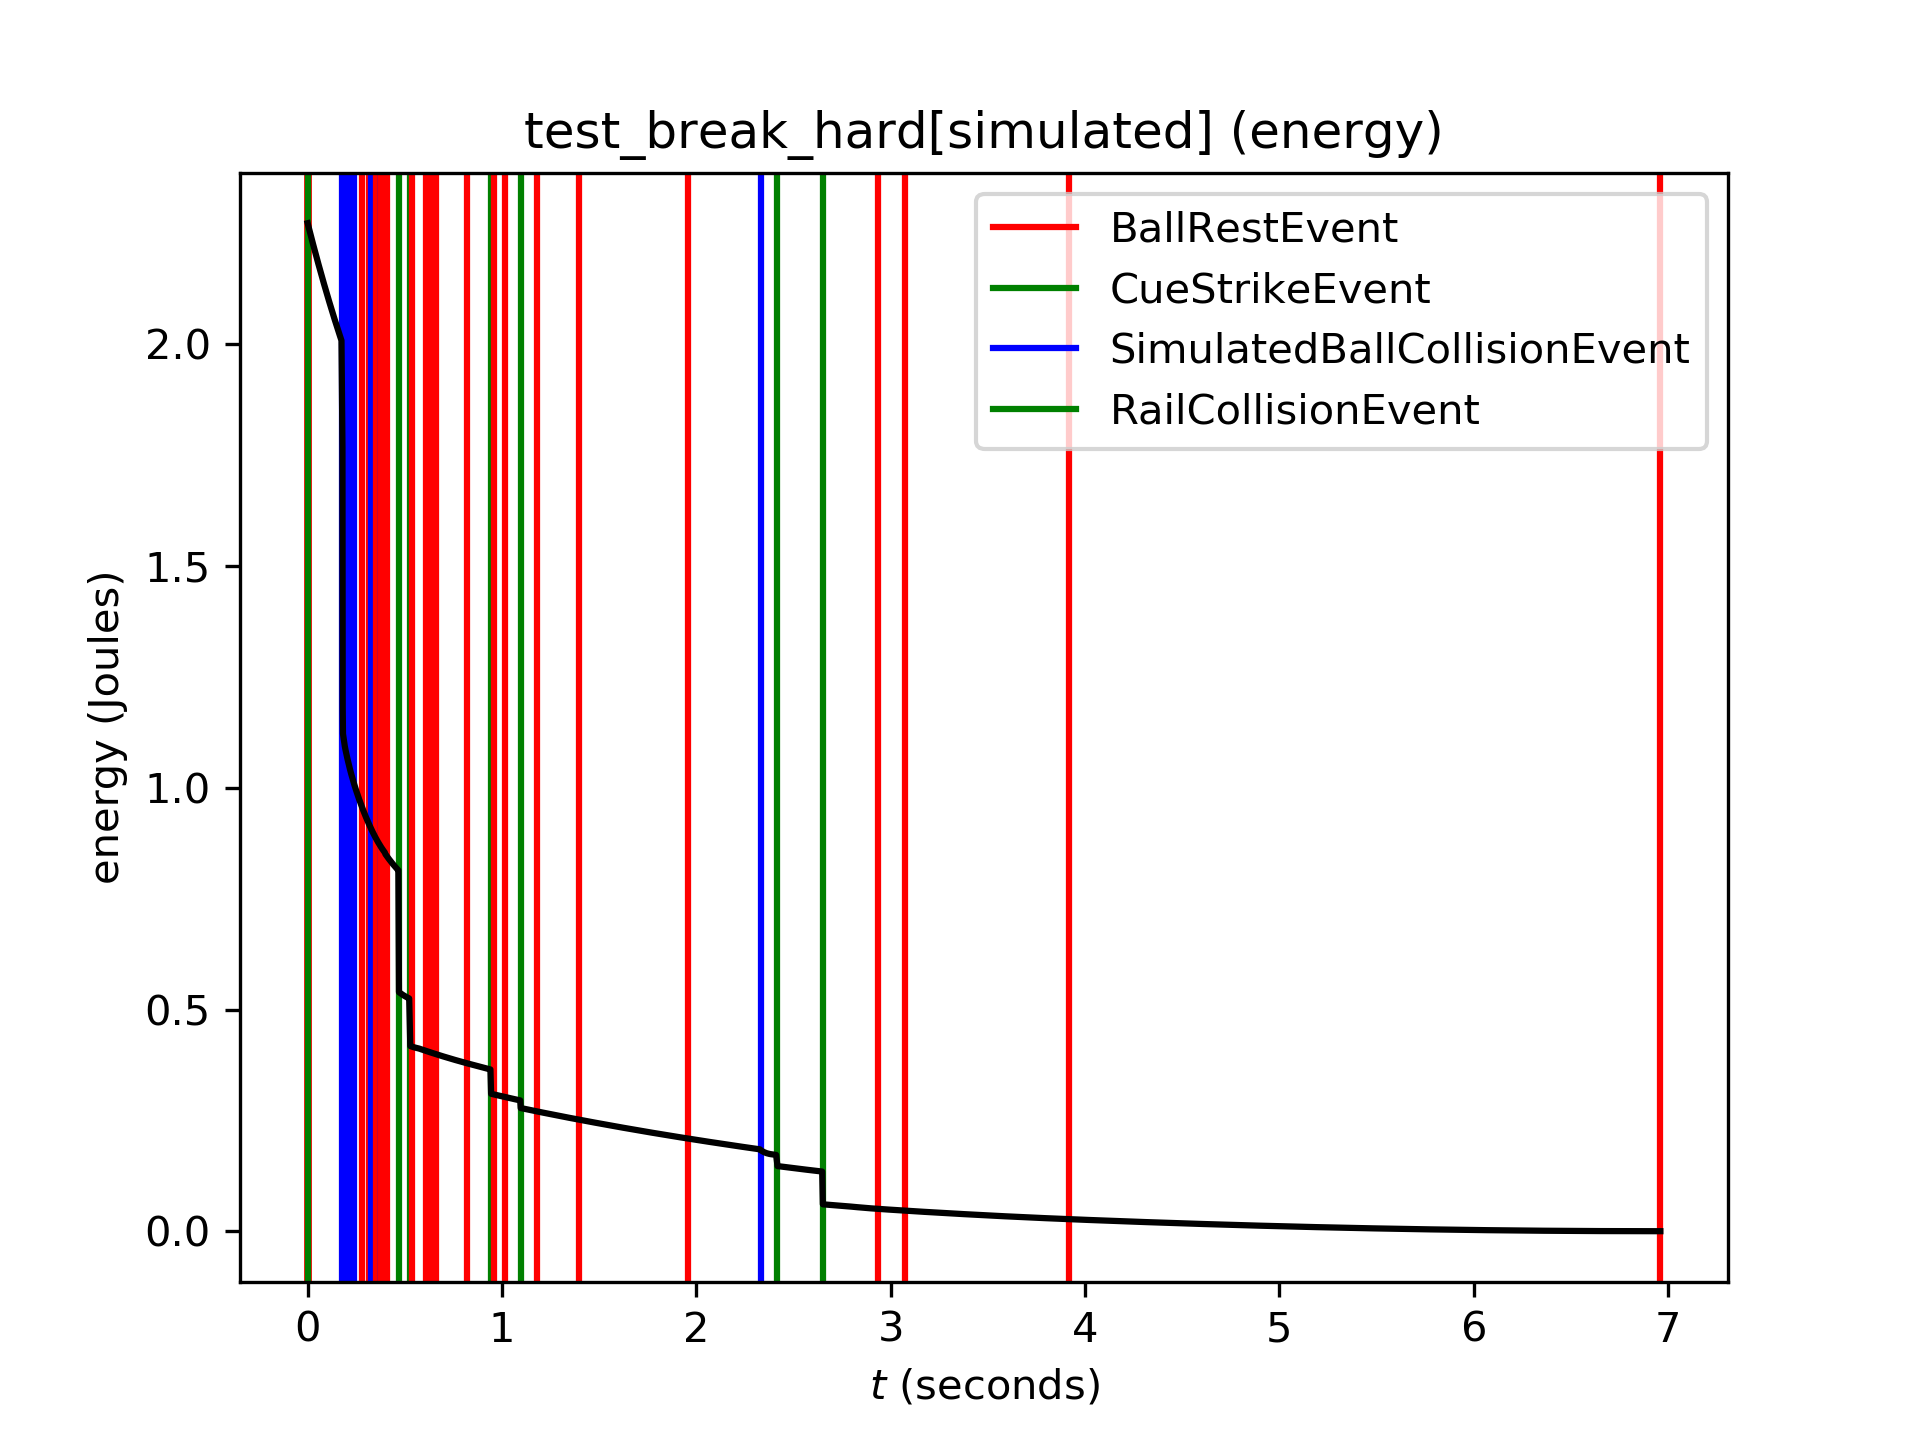 test_break_hard[simulated] (energy)
BallRestEvent
CueStrikeEvent
SimulatedBallCollisionEvent
RailCollisionEvent
energy (Joules)
2.0
1.5
1.0
0.5
0.0
0 1 2 3 4 5 6 7
t (seconds)